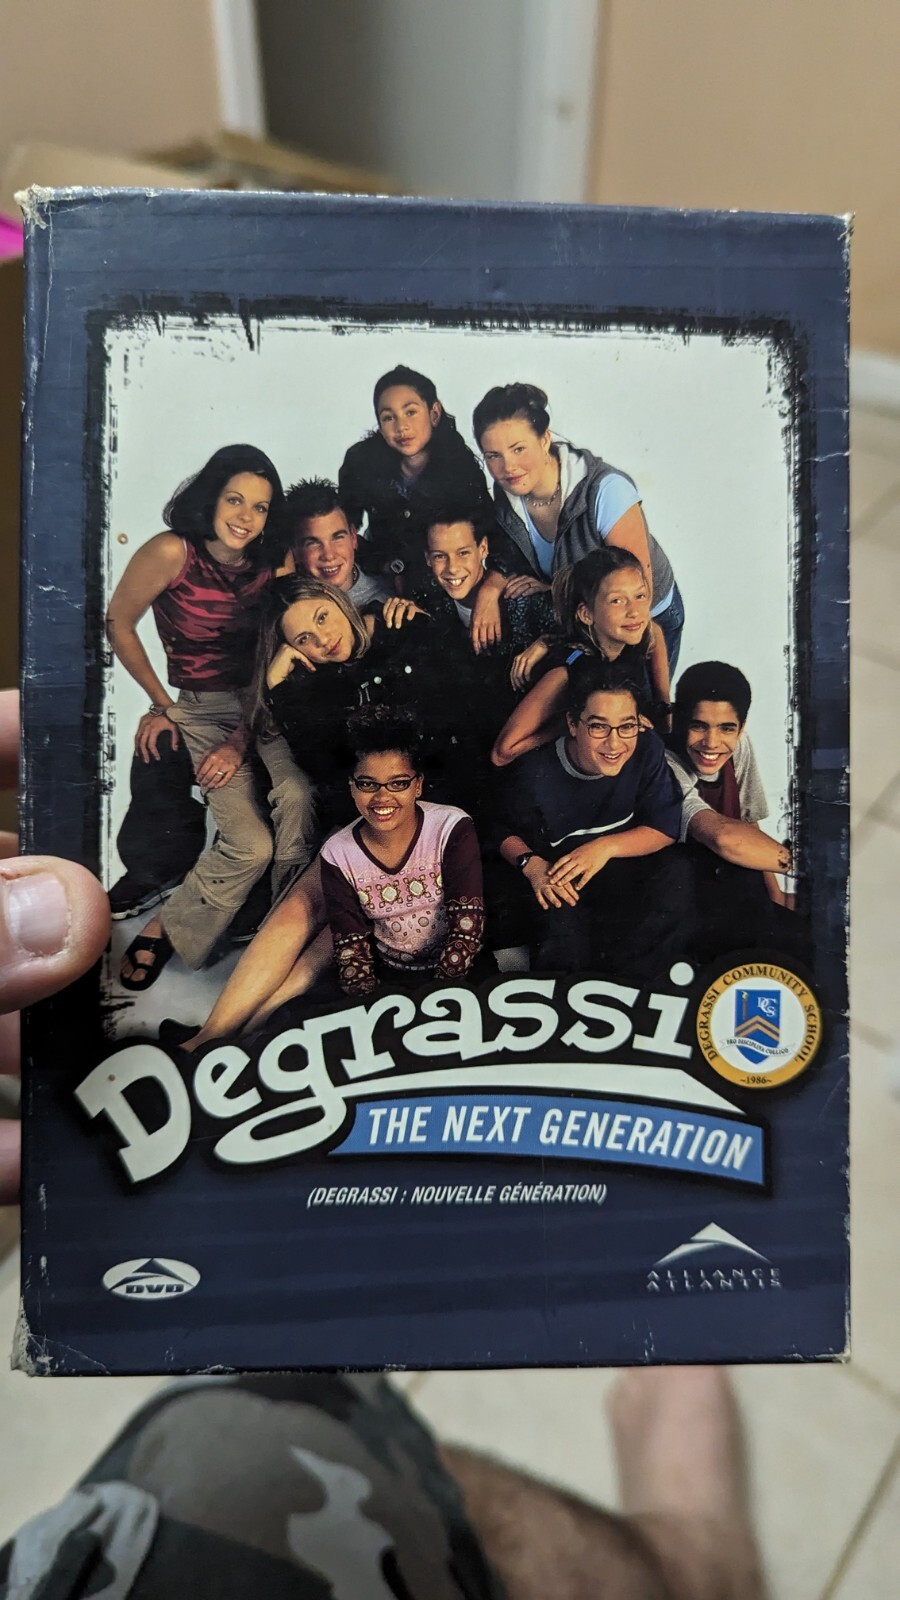 Degrassi
THE NEXT GENERATION
(DEGRASSI : NOUVELLE GÉNÉRATION)
DEGRASSI COMMUNITY SCHOOL
DCS
~1986~
DVD
ALLIANCE
ATLANTIS